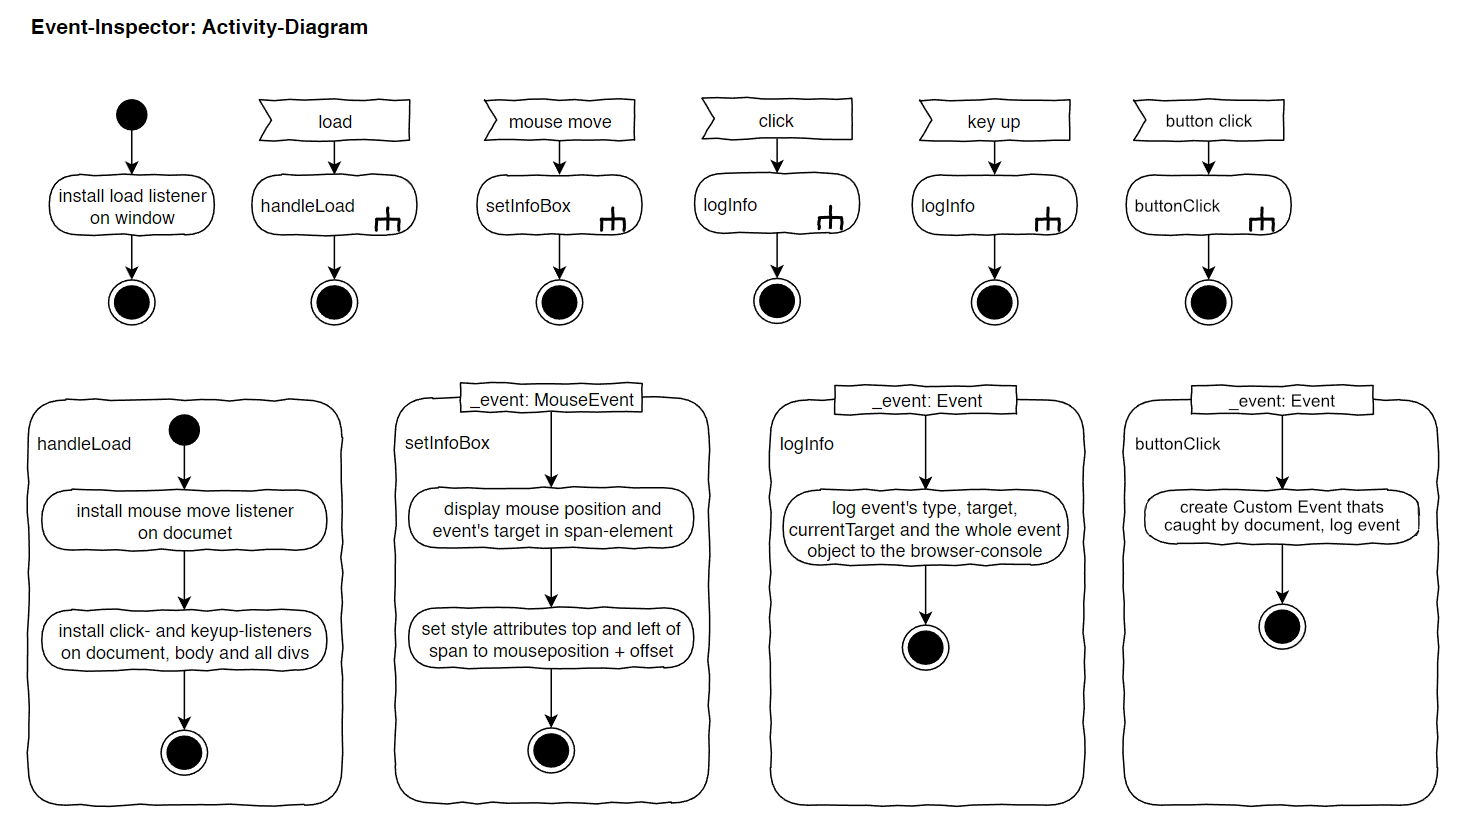 Event-Inspector: Activity-Diagram
load
mouse move
click
key up
button click
install load listener
on window
handleLoad
setInfoBox
logInfo
logInfo
buttonClick
handleLoad
install mouse move listener
on documet
install click- and keyup-listeners
on document, body and all divs
_event: MouseEvent
setInfoBox
display mouse position and
event's target in span-element
set style attributes top and left of
span to mouseposition + offset
_event: Event
logInfo
log event's type, target,
currentTarget and the whole event
object to the browser-console
_event: Event
buttonClick
create Custom Event thats
caught by document, log event